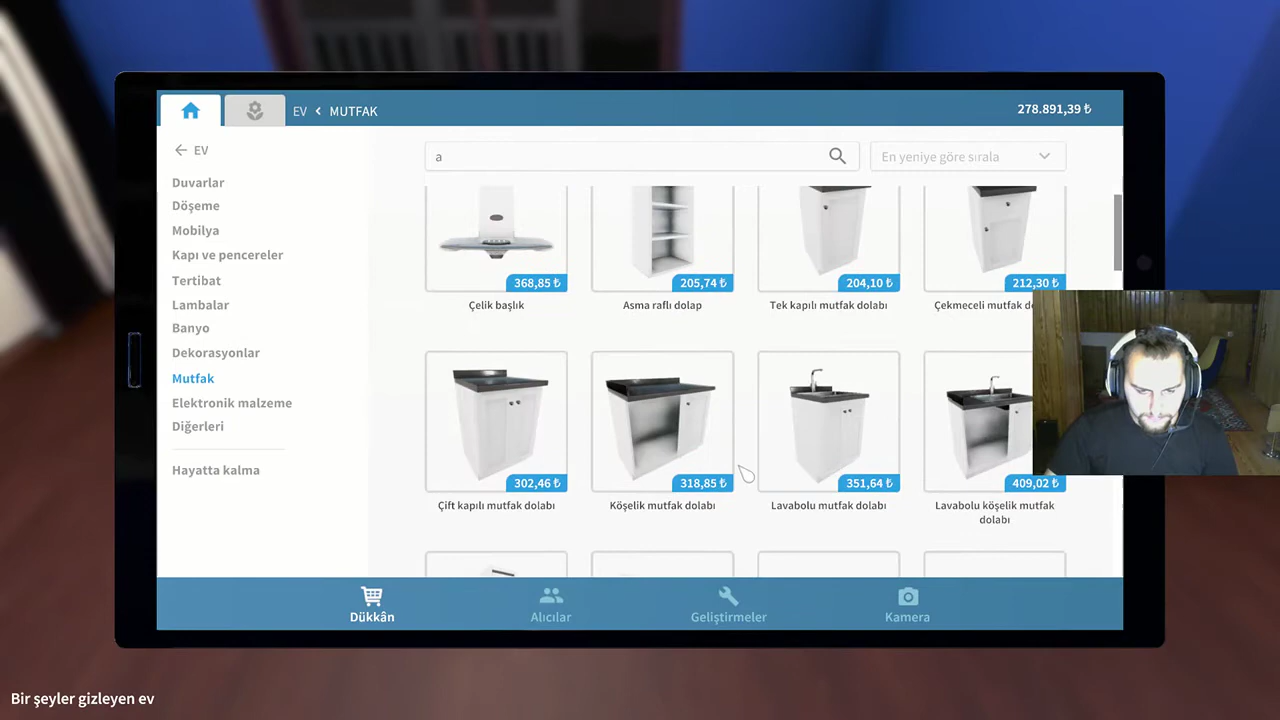 EV < MUTFAK
278.891,39 ₺
EV
a
En yeniye göre sırala
Duvarlar
Döşeme
Mobilya
Kapı ve pencereler
Tertibat
Lambalar
Banyo
Dekorasyonlar
Mutfak
Elektronik malzeme
Diğerleri
Hayatta kalma
368,85 ₺
205,74 ₺
204,10 ₺
212,30 ₺
Çelik başlık
Asma raflı dolap
Tek kapılı mutfak dolabı
Çekmeceli mutfak
302,46 ₺
318,85 ₺
351,64 ₺
409,02 ₺
Çift kapılı mutfak dolabı
Köşelik mutfak dolabı
Lavabolu mutfak dolabı
Lavabolu köşelik mutfak
dolabı
Dükkân
Alıcılar
Geliştirmeler
Kamera
Bir şeyler gizleyen ev